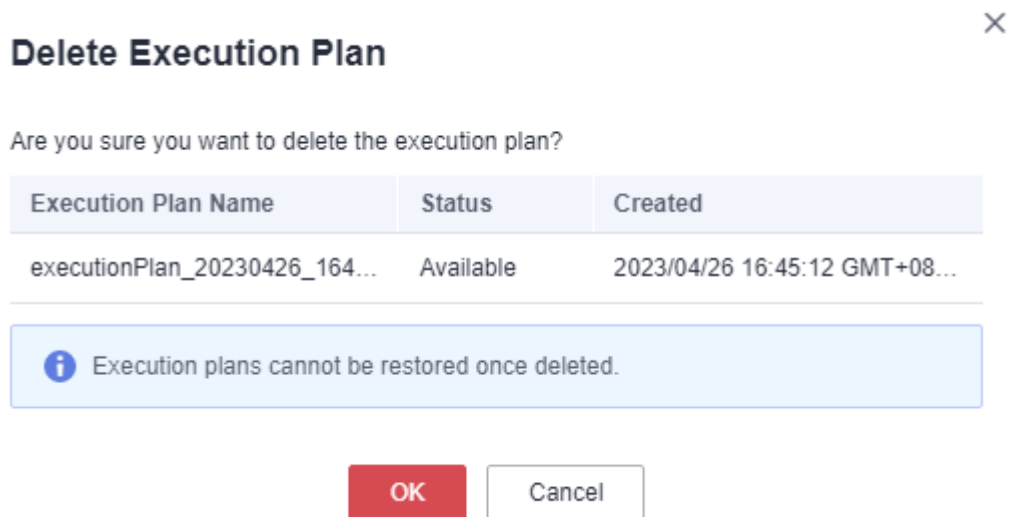 Delete Execution Plan
Are you sure you want to delete the execution plan?
Execution Plan Name Status Created
executionPlan_20230426_164... Available 2023/04/26 16:45:12 GMT+08...
Execution plans cannot be restored once deleted.
OK Cancel